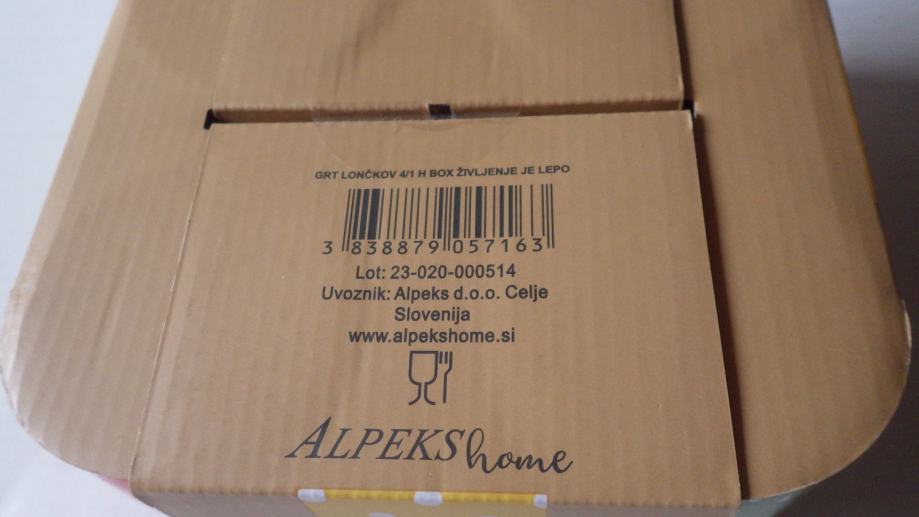 GRT LONČKOV 4/1 H BOX ŽIVLJENJE JE LEPO
3 838879 057163
Lot: 23-020-000514
Uvoznik: Alpeks d.o.o. Celje
Slovenija
www.alpekshome.si
ALPEKS home